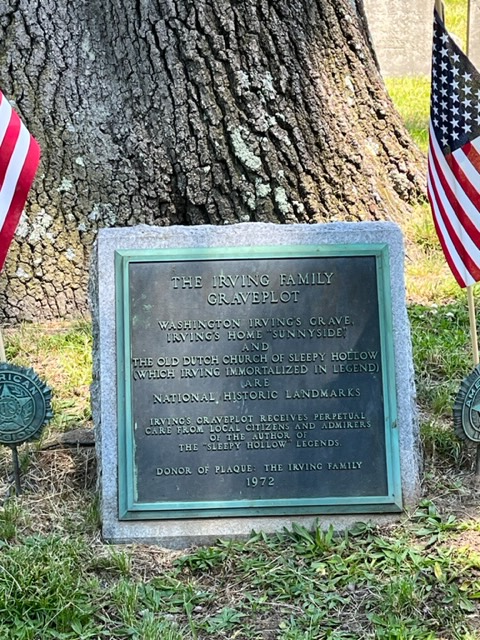 THE IRVING FAMILY
GRAVEPLOT
WASHINGTON IRVING'S GRAVE,
IRVING'S HOME "SUNNYSIDE"
AND
THE OLD DUTCH CHURCH OF SLEEPY HOLLOW
(WHICH IRVING IMMORTALIZED IN LEGEND)
ARE
NATIONAL HISTORIC LANDMARKS
IRVING'S GRAVEPLOT RECEIVES PERPETUAL
CARE FROM LOCAL CITIZENS AND ADMIRERS
OF THE AUTHOR OF
THE "SLEEPY HOLLOW" LEGENDS.
DONOR OF PLAQUE: THE IRVING FAMILY
1972